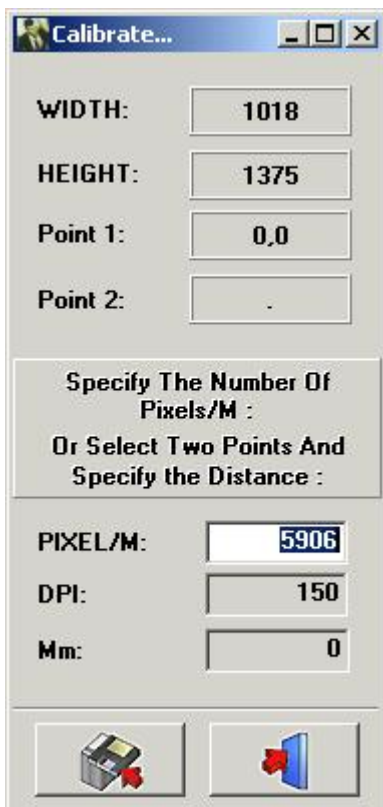 Calibrate...
WIDTH: 1018
HEIGHT: 1375
Point 1: 0,0
Point 2: .
Specify The Number Of
Pixels/M :
Or Select Two Points And
Specify the Distance :
PIXEL/M: 5906
DPI: 150
Mm: 0